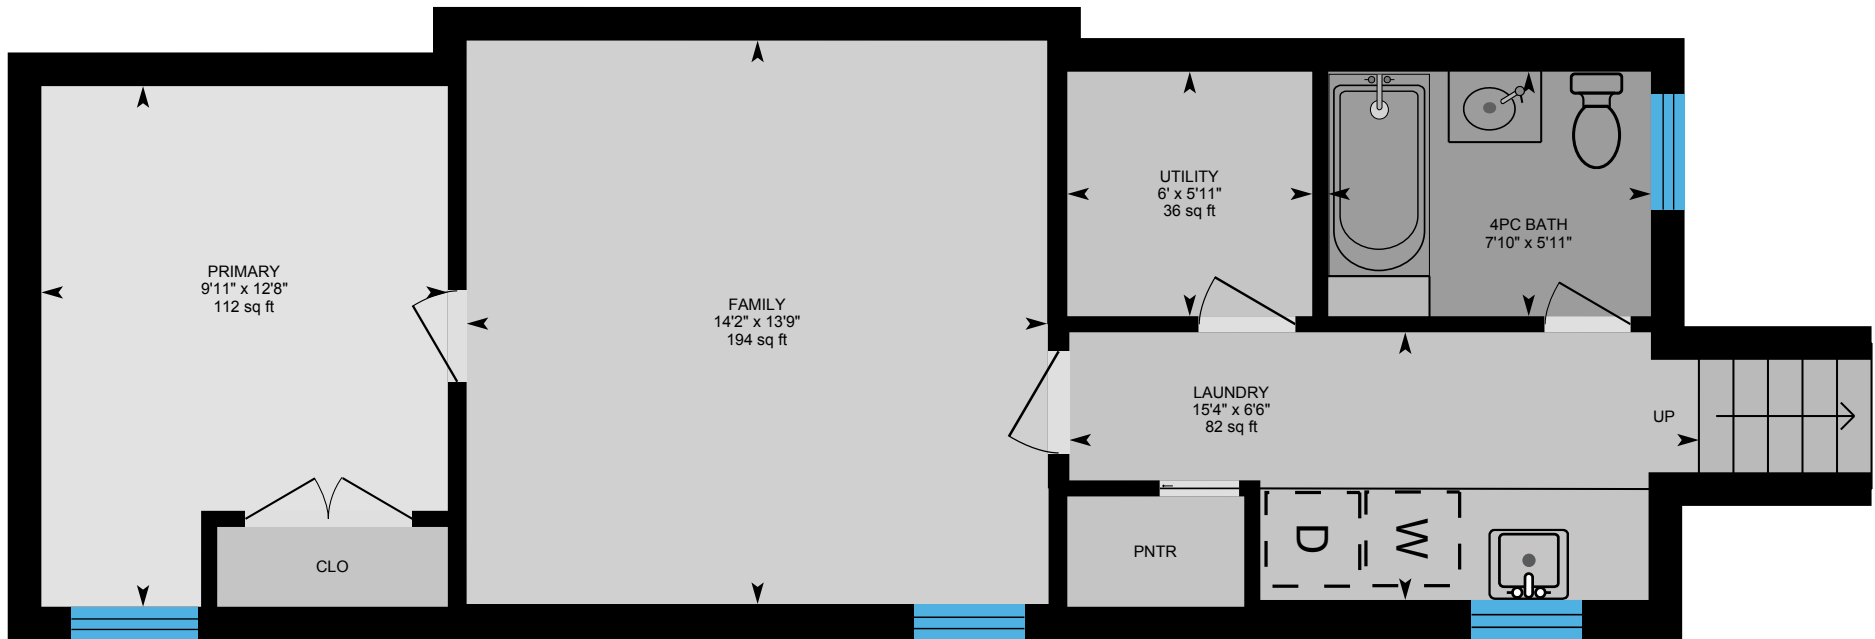 PRIMARY
9'11" x 12'8"
112 sq ft
CLO
FAMILY
14'2" x 13'9"
194 sq ft
UTILITY
6' x 5'11"
36 sq ft
4PC BATH
7'10" x 5'11"
LAUNDRY
15'4" x 6'6"
82 sq ft
UP
PNTR
D
W